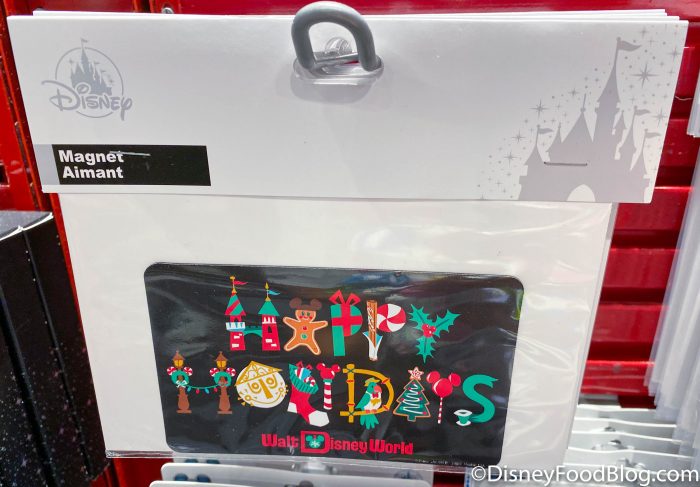 Disney
Magnet
Aimant
HAPPY
HOLIDAYS
WALT DISNEY WORLD
©DisneyFoodBlog.com